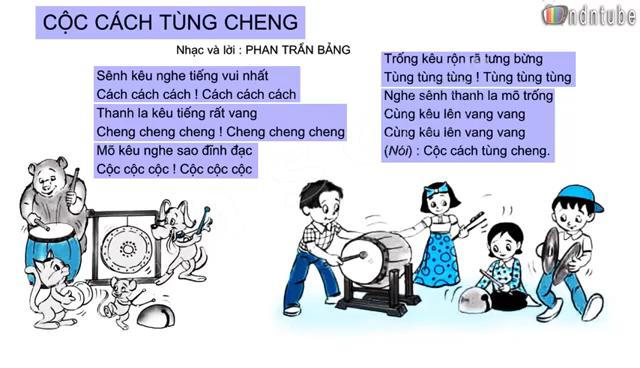 CỘC CÁCH TÙNG CHENG
Nhạc và lời : PHAN TRẦN BẢNG
Sênh kêu nghe tiếng vui nhất
Cách cách cách ! Cách cách cách
Thanh la kêu tiếng rất vang
Cheng cheng cheng ! Cheng cheng cheng
Mõ kêu nghe sao đĩnh đạc
Cộc cộc cộc ! Cộc cộc cộc
Trống kêu rộn rã tưng bừng
Tùng tùng tùng ! Tùng tùng tùng
Nghe sênh thanh la mõ trống
Cùng kêu lên vang vang
Cùng kêu lên vang vang
(Nói) : Cộc cách tùng cheng.
ndntube